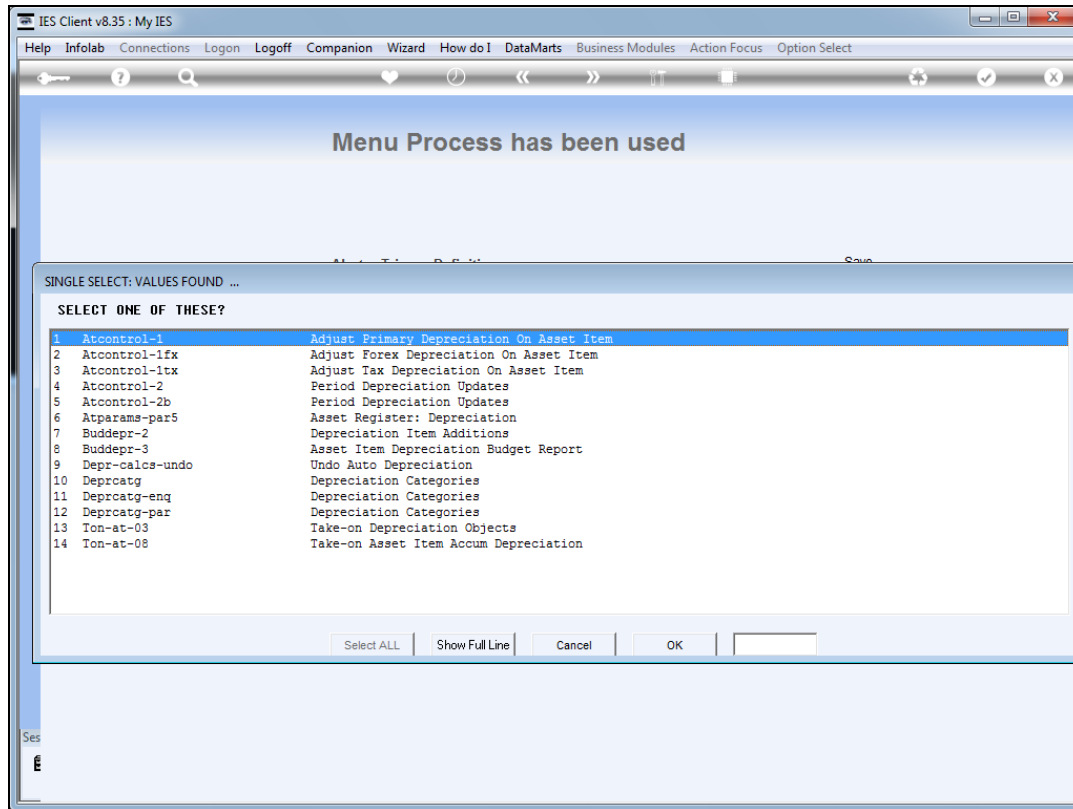 IES Client v8.35 : My IES
Help Infolab Connections Logon Logoff Companion Wizard How do I DataMarts Business Modules Action Focus Option Select
Menu Process has been used
Save
SINGLE SELECT: VALUES FOUND ...
SELECT ONE OF THESE?
1 Atcontrol-1 Adjust Primary Depreciation On Asset Item
2 Atcontrol-1fx Adjust Forex Depreciation On Asset Item
3 Atcontrol-1tx Adjust Tax Depreciation On Asset Item
4 Atcontrol-2 Period Depreciation Updates
5 Atcontrol-2b Period Depreciation Updates
6 Atparams-par5 Asset Register: Depreciation
7 Buddepr-2 Depreciation Item Additions
8 Buddepr-3 Asset Item Depreciation Budget Report
9 Depr-calcs-undo Undo Auto Depreciation
10 Deprcatg Depreciation Categories
11 Deprcatg-enq Depreciation Categories
12 Deprcatg-par Depreciation Categories
13 Ton-at-03 Take-on Depreciation Objects
14 Ton-at-08 Take-on Asset Item Accum Depreciation
Select ALL Show Full Line Cancel OK
Ses